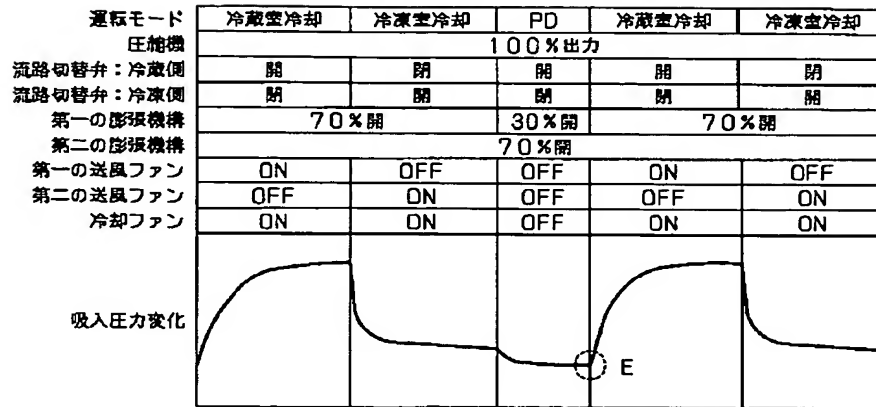 運転モード 冷蔵室冷却 冷凍室冷却 PD 冷蔵室冷却 冷凍室冷却
圧縮機 100%出力
流路切替弁:冷蔵側 開 閉 開 開 閉
流路切替弁:冷凍側 閉 開 閉 閉 開
第一の膨張機構 70%開 30%開 70%開
第二の膨張機構 70%開
第一の送風ファン ON OFF OFF ON OFF
第二の送風ファン OFF ON OFF OFF ON
冷却ファン ON ON OFF ON ON
吸入圧力変化
E